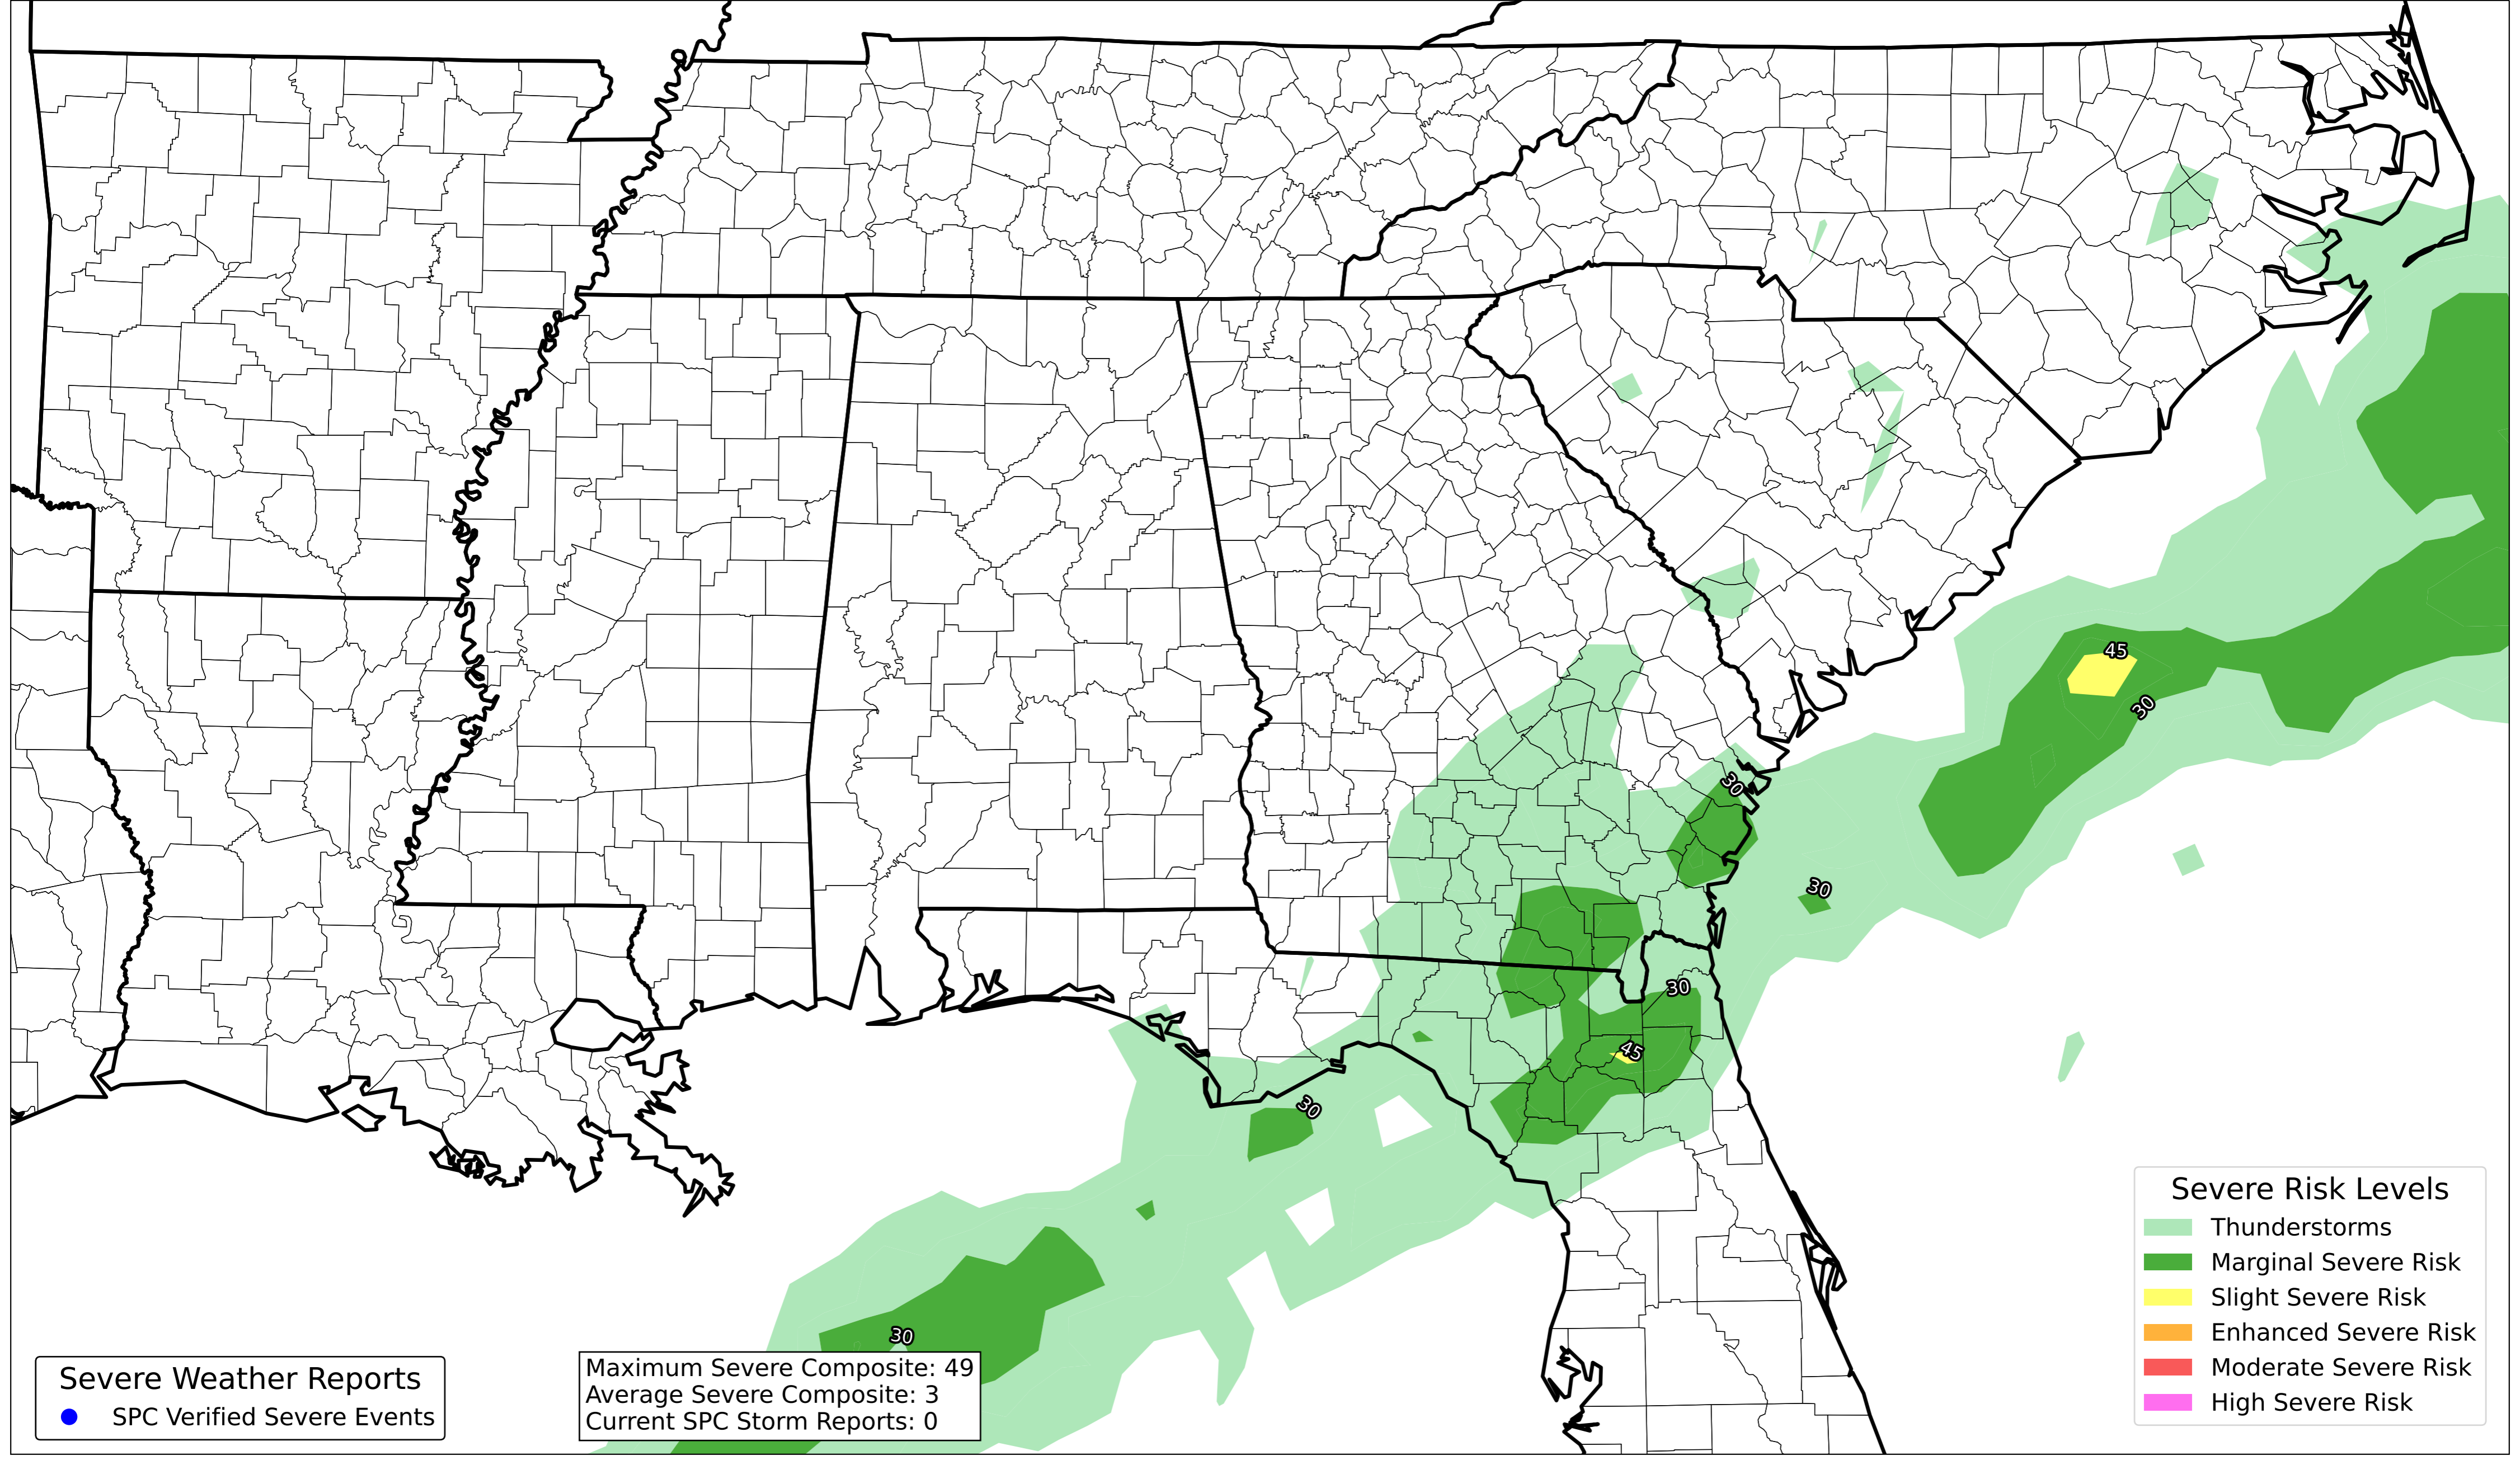 45
30
30
30
30
45
30
30
Severe Weather Reports
SPC Verified Severe Events
Maximum Severe Composite: 49
Average Severe Composite: 3
Current SPC Storm Reports: 0
Severe Risk Levels
Thunderstorms
Marginal Severe Risk
Slight Severe Risk
Enhanced Severe Risk
Moderate Severe Risk
High Severe Risk